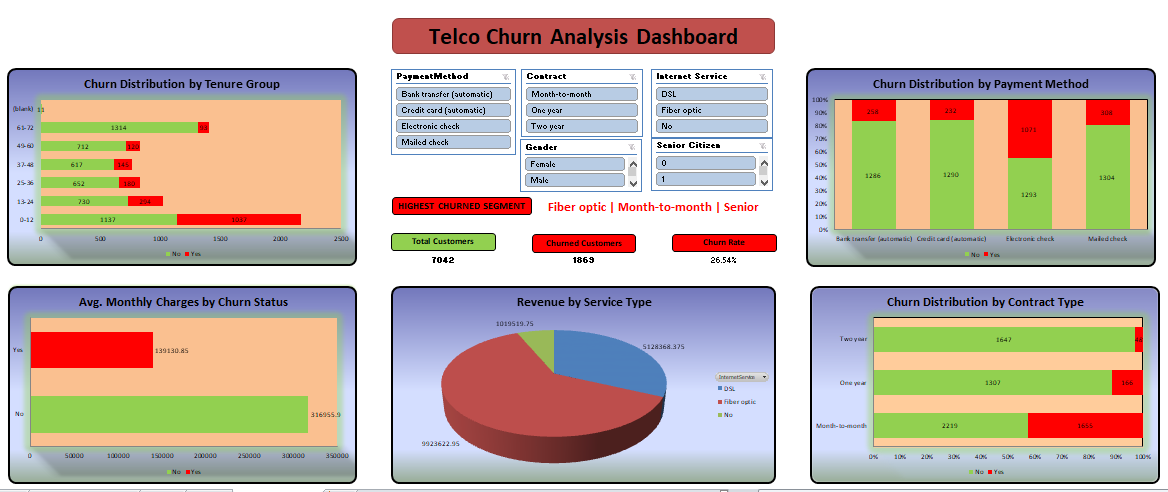 Telco Churn Analysis Dashboard
Churn Distribution by Tenure Group
(blank) 11
61-72 1314 93
49-60 712 120
37-48 617 145
25-36 652 180
13-24 730 294
0-12 1137 1037
0 500 1000 1500 2000 2500
No Yes
PaymentMethod
Bank transfer (automatic)
Credit card (automatic)
Electronic check
Mailed check
Contract
Month-to-month
One year
Two year
Internet Service
DSL
Fiber optic
No
Gender
Female
Male
Senior Citizen
0
1
HIGHEST CHURNED SEGMENT Fiber optic | Month-to-month | Senior
Total Customers
7042
Churned Customers
1869
Churn Rate
26.54%
Churn Distribution by Payment Method
100%
90%
80%
70%
60%
50%
40%
30%
20%
10%
0%
258 232 1071 308
1286 1290 1293 1304
Bank transfer (automatic) Credit card (automatic) Electronic check Mailed check
No Yes
Avg. Monthly Charges by Churn Status
Yes 139130.85
No 316955.9
0 50000 100000 150000 200000 250000 300000 350000
No Yes
Revenue by Service Type
1019519.75
5128368.375
9923622.95
InternetService
DSL
Fiber optic
No
Churn Distribution by Contract Type
Two year 1647 48
One year 1307 166
Month-to-month 2219 1655
0% 10% 20% 30% 40% 50% 60% 70% 80% 90% 100%
No Yes